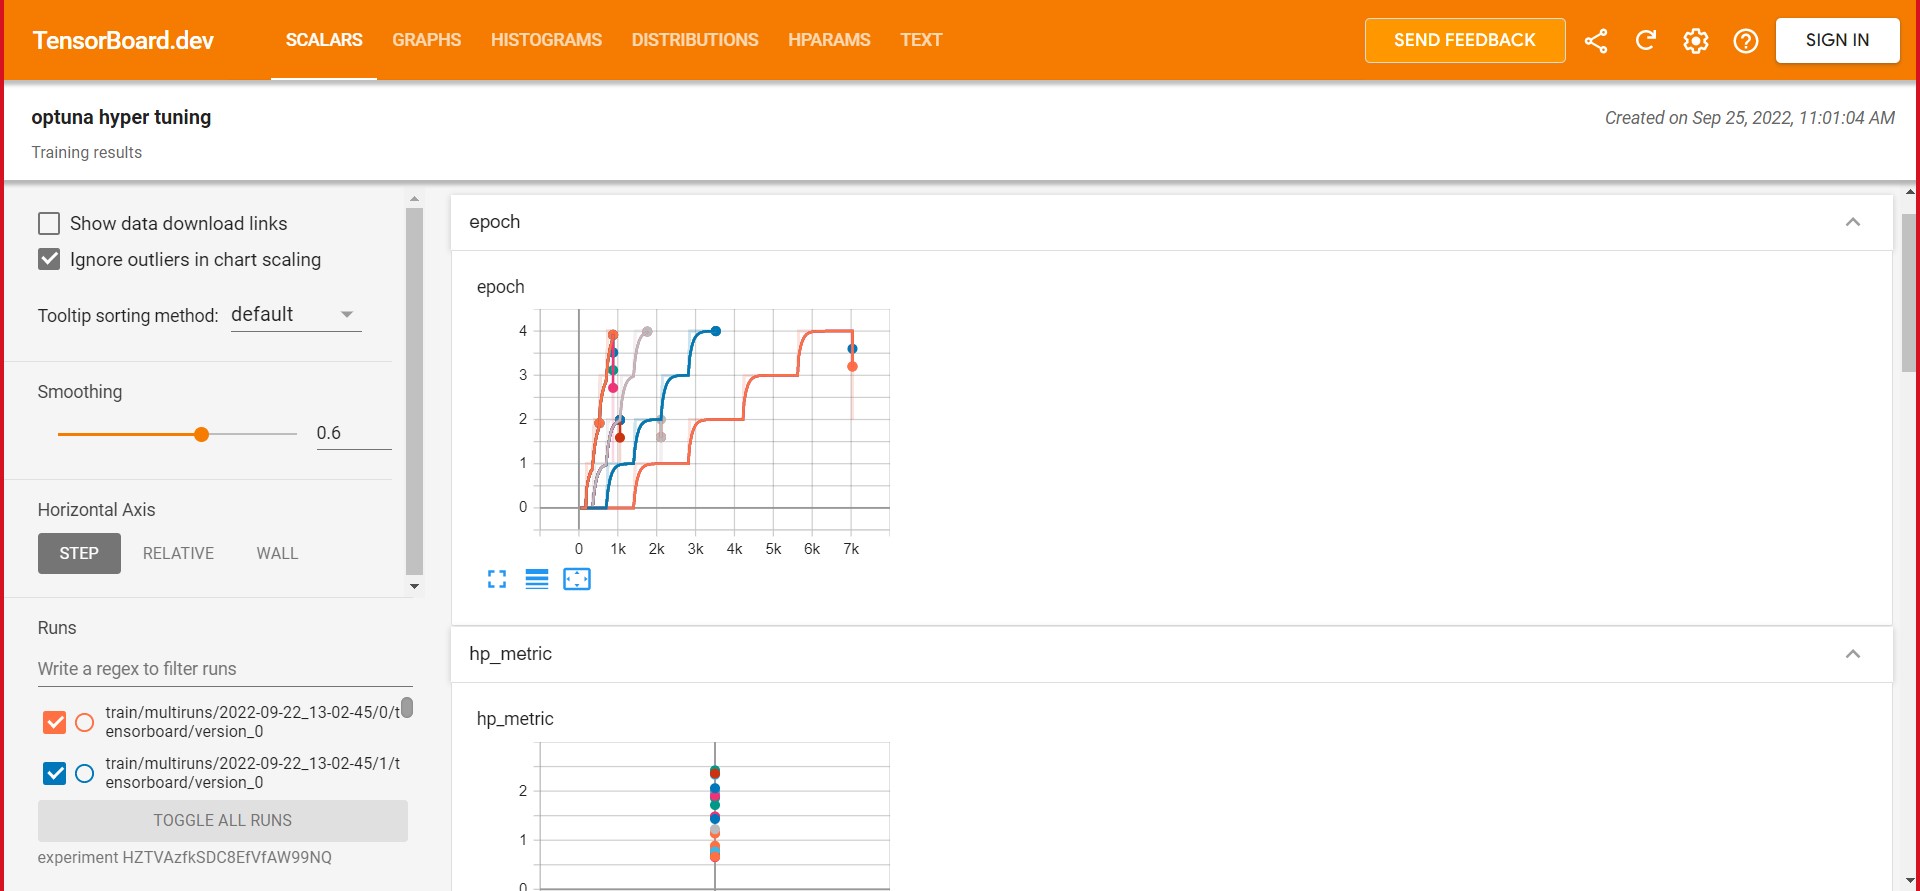 TensorBoard.dev
SCALARS
GRAPHS
HISTOGRAMS
DISTRIBUTIONS
HPARAMS
TEXT
SEND FEEDBACK
SIGN IN
optuna hyper tuning
Created on Sep 25, 2022, 11:01:04 AM
Training results
Show data download links
Ignore outliers in chart scaling
Tooltip sorting method: default
Smoothing
0.6
Horizontal Axis
STEP
RELATIVE
WALL
Runs
Write a regex to filter runs
train/multiruns/2022-09-22_13-02-45/0/t
ensorboard/version_0
train/multiruns/2022-09-22_13-02-45/1/t
ensorboard/version_0
TOGGLE ALL RUNS
experiment HZTVAzfkSDC8EfVfAW99NQ
epoch
epoch
4
3
2
1
0
0 1k 2k 3k 4k 5k 6k 7k
hp_metric
hp_metric
2
1
0